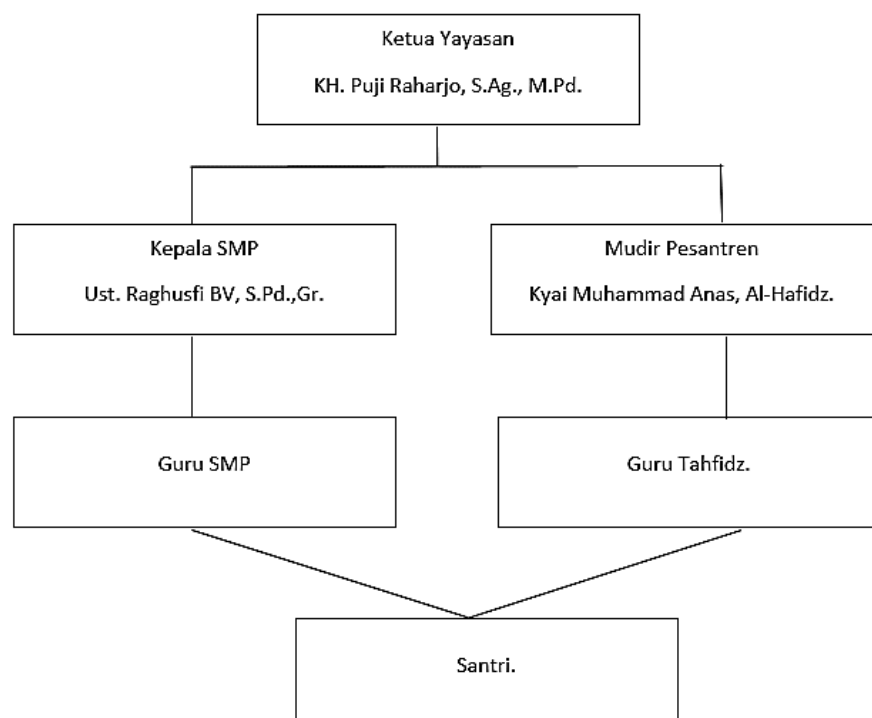 Ketua Yayasan
KH. Puji Raharjo, S.Ag., M.Pd.
Kepala SMP
Ust. Raghusfi BV, S.Pd.,Gr.
Mudir Pesantren
Kyai Muhammad Anas, Al-Hafidz.
Guru SMP
Guru Tahfidz.
Santri.